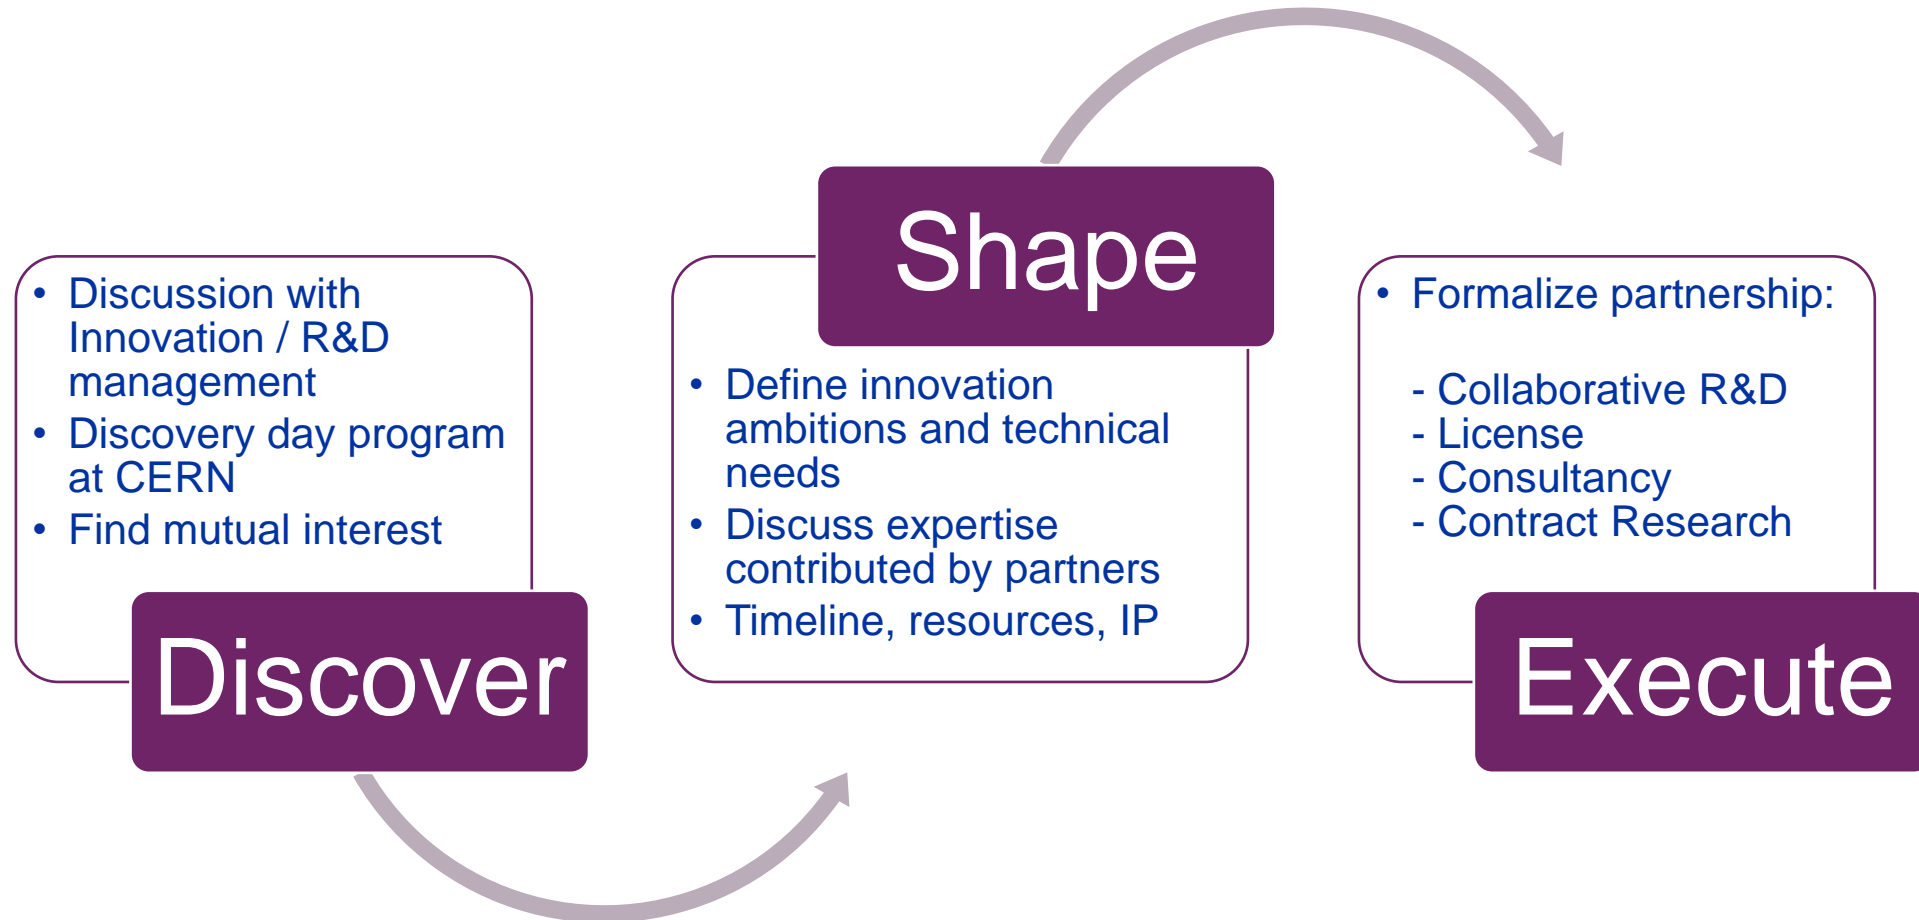 • Discussion with
Innovation / R&D
management
• Discovery day program
at CERN
• Find mutual interest
Discover
Shape
• Define innovation
ambitions and technical
needs
• Discuss expertise
contributed by partners
• Timeline, resources, IP
• Formalize partnership:
- Collaborative R&D
- License
- Consultancy
- Contract Research
Execute